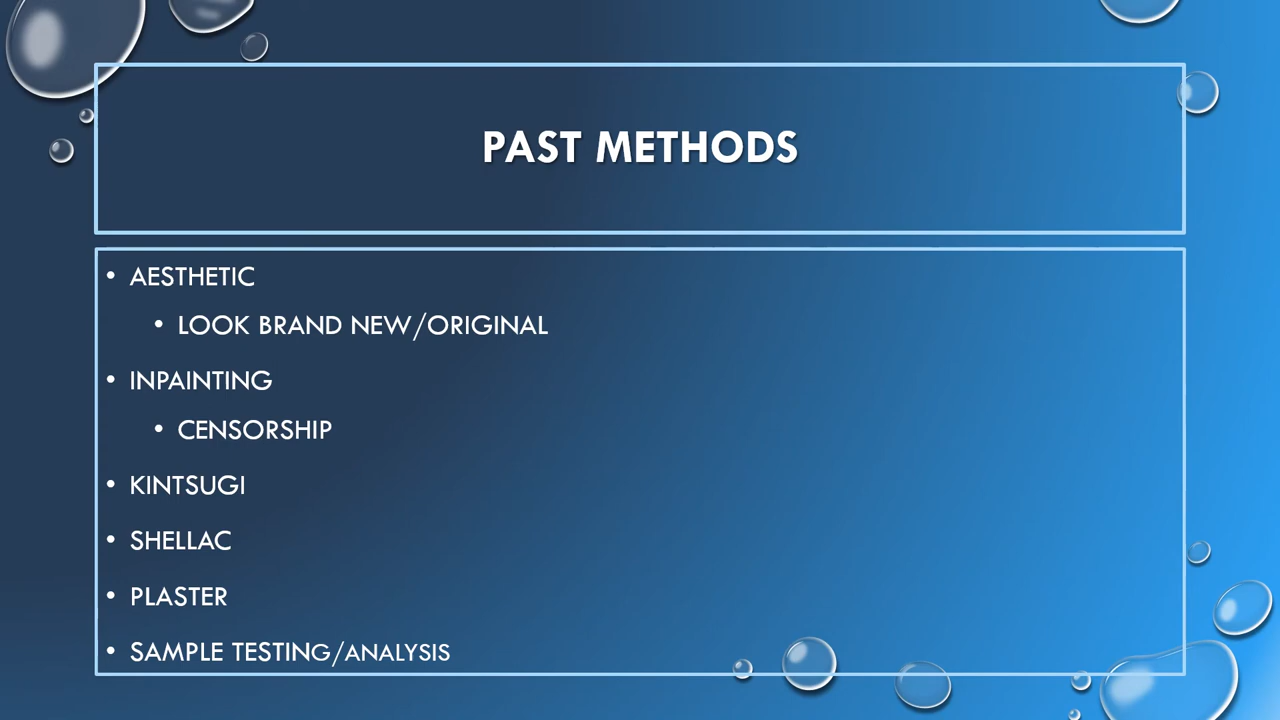 PAST METHODS
• AESTHETIC
• LOOK BRAND NEW/ORIGINAL
• INPAINTING
• CENSORSHIP
• KINTSUGI
• SHELLAC
• PLASTER
• SAMPLE TESTING/ANALYSIS